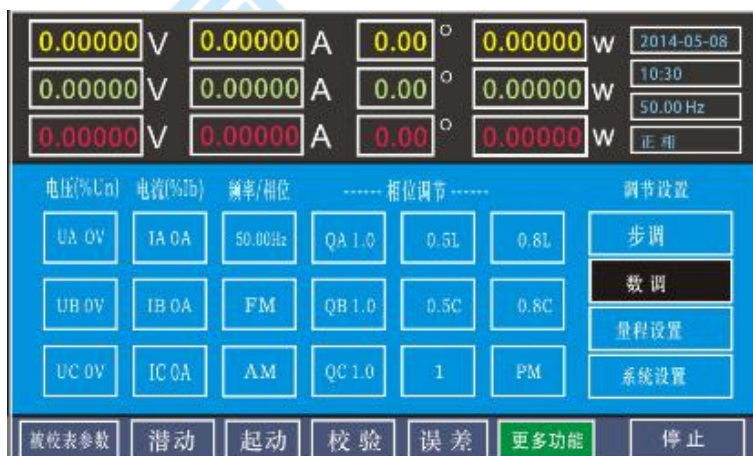 0.00000 V 0.00000 A 0.00 ° 0.00000 W 2014-05-08
10:30
0.00000 V 0.00000 A 0.00 ° 0.00000 W
50.00 Hz
0.00000 V 0.00000 A 0.00 ° 0.00000 W 正相
电压(%Un) 电流(%Ib) 频率/相位 ------ 相位调节 ------ 调节设置
UA 0V IA 0A 50.00Hz QA 1.0 0.5L 0.8L 步调
数调
UB 0V IB 0A FM QB 1.0 0.5C 0.8C
量程设置
UC 0V IC 0A AM QC 1.0 1 PM 系统设置
被校表参数 潜动 起动 校验 误差 更多功能 停止